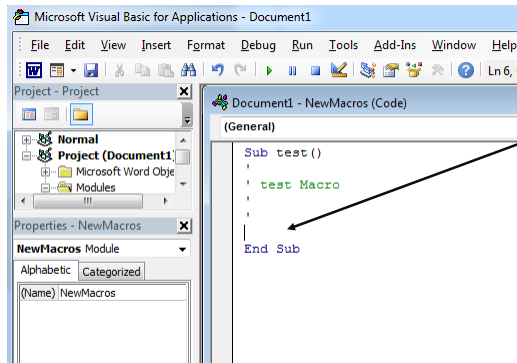 Microsoft Visual Basic for Applications - Document1
File Edit View Insert Format Debug Run Tools Add-Ins Window Help
Ln 6,
Project - Project
Normal
Project (Document1)
Microsoft Word Obje
Modules
Properties - NewMacros
NewMacros Module
Alphabetic Categorized
(Name) NewMacros
Document1 - NewMacros (Code)
(General)
Sub test()
'
' test Macro
'
'
End Sub